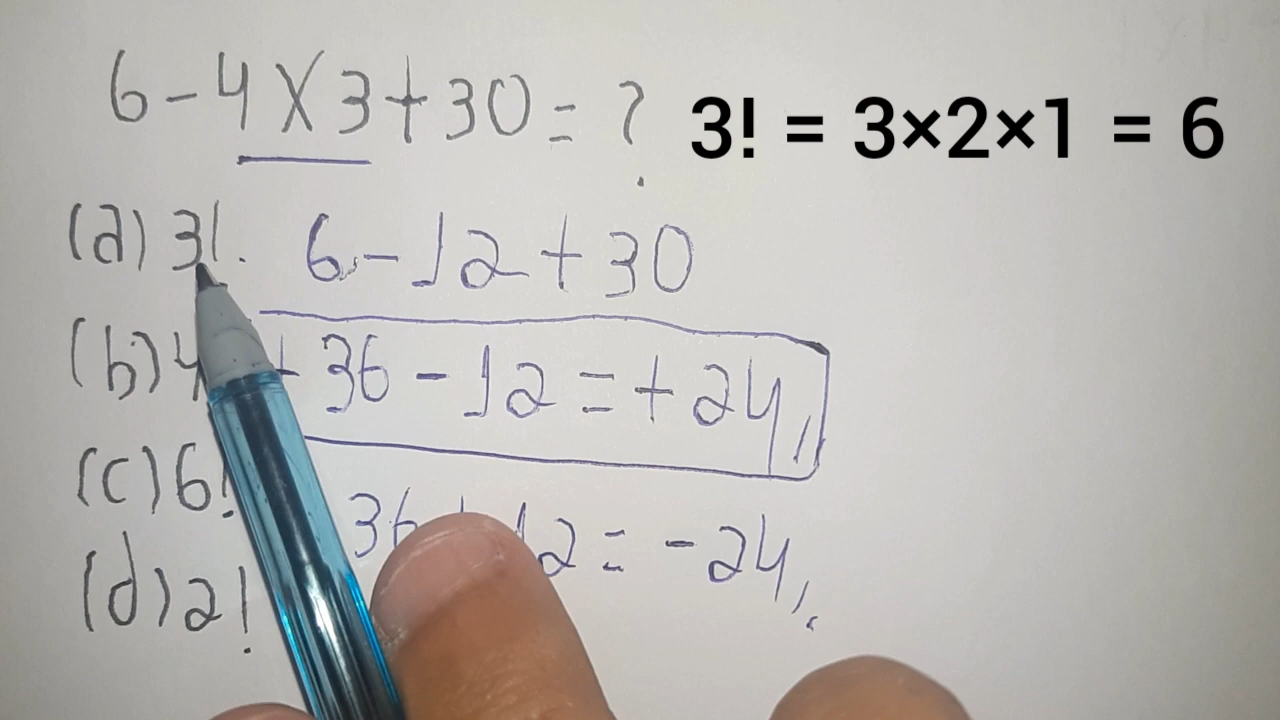 6-4X3+30=?
3! = 3×2×1 = 6
(a) 3!
6-12+30
(b) 4
+36-12=+24,,
(c) 6!
36 12=-24,,
(d) 2!